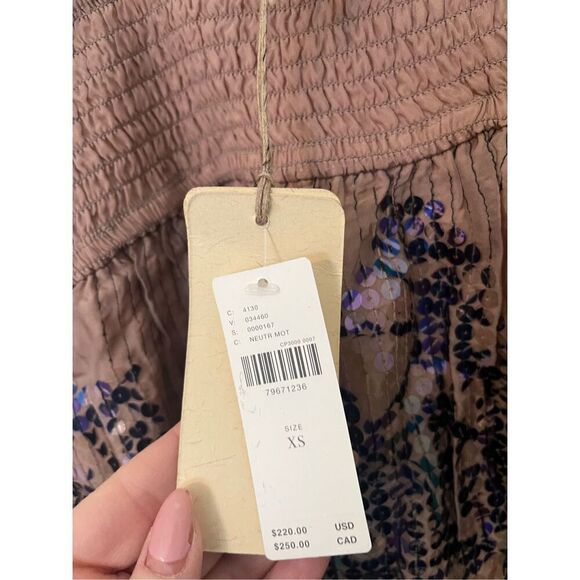 C: 4130
V: 034460
S: 0000167
C: NEUTR MOT
CP3000 0007
79671236
SIZE
XS
$220.00 USD
$250.00 CAD